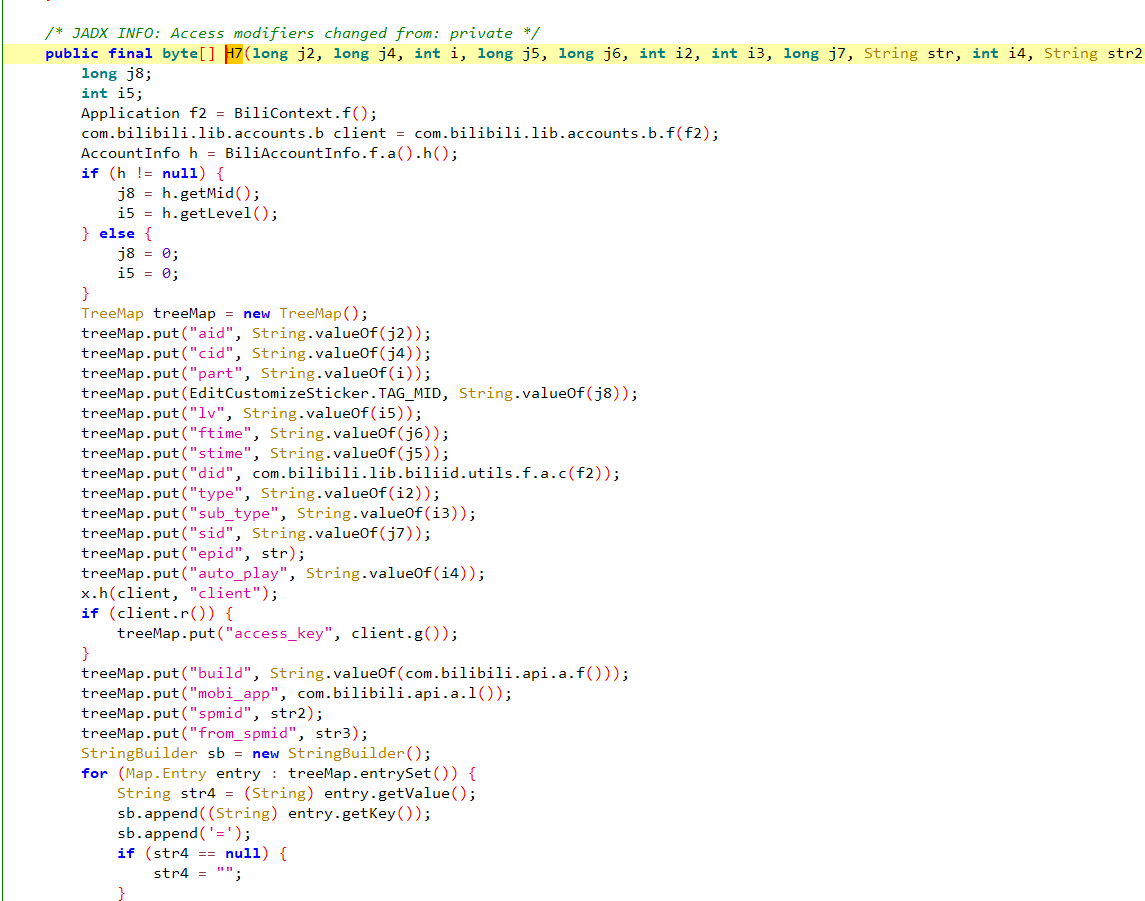 /* JADX INFO: Access modifiers changed from: private */
public final byte[] H7(long j2, long j4, int i, long j5, long j6, int i2, int i3, long j7, String str, int i4, String str2
long j8;
int i5;
Application f2 = BiliContext.f();
com.bilibili.lib.accounts.b client = com.bilibili.lib.accounts.b.f(f2);
AccountInfo h = BiliAccountInfo.f.a().h();
if (h != null) {
j8 = h.getMid();
i5 = h.getLevel();
} else {
j8 = 0;
i5 = 0;
}
TreeMap treeMap = new TreeMap();
treeMap.put("aid", String.valueOf(j2));
treeMap.put("cid", String.valueOf(j4));
treeMap.put("part", String.valueOf(i));
treeMap.put(EditCustomizeSticker.TAG_MID, String.valueOf(j8));
treeMap.put("lv", String.valueOf(i5));
treeMap.put("ftime", String.valueOf(j6));
treeMap.put("stime", String.valueOf(j5));
treeMap.put("did", com.bilibili.lib.biliid.utils.f.a.c(f2));
treeMap.put("type", String.valueOf(i2));
treeMap.put("sub_type", String.valueOf(i3));
treeMap.put("sid", String.valueOf(j7));
treeMap.put("epid", str);
treeMap.put("auto_play", String.valueOf(i4));
x.h(client, "client");
if (client.r()) {
treeMap.put("access_key", client.g());
}
treeMap.put("build", String.valueOf(com.bilibili.api.a.f()));
treeMap.put("mobi_app", com.bilibili.api.a.l());
treeMap.put("spmid", str2);
treeMap.put("from_spmid", str3);
StringBuilder sb = new StringBuilder();
for (Map.Entry entry : treeMap.entrySet()) {
String str4 = (String) entry.getValue();
sb.append((String) entry.getKey());
sb.append('=');
if (str4 == null) {
str4 = "";
}